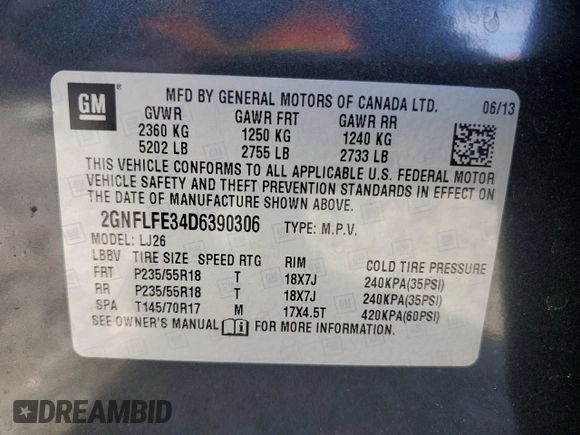 GM
MFD BY GENERAL MOTORS OF CANADA LTD. 06/13
GVWR GAWR FRT GAWR RR
2360 KG 1250 KG 1240 KG
5202 LB 2755 LB 2733 LB
THIS VEHICLE CONFORMS TO ALL APPLICABLE U.S. FEDERAL MOTOR
VEHICLE SAFETY AND THEFT PREVENTION STANDARDS IN EFFECT ON
THE DATE OF MANUFACTURE SHOWN ABOVE.
2GNFLFE34D6390306 TYPE: M.P.V.
MODEL: LJ26
LBBV TIRE SIZE SPEED RTG RIM COLD TIRE PRESSURE
FRT P235/55R18 T 18X7J 240KPA(35PSI)
RR P235/55R18 T 18X7J 240KPA(35PSI)
SPA T145/70R17 M 17X4.5T 420KPA(60PSI)
SEE OWNER'S MANUAL FOR MORE INFORMATION.
DREAMBID